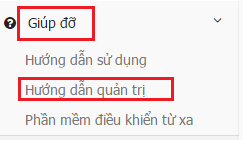 Giúp đỡ
Hướng dẫn sử dụng
Hướng dẫn quản trị
Phần mềm điều khiển từ xa